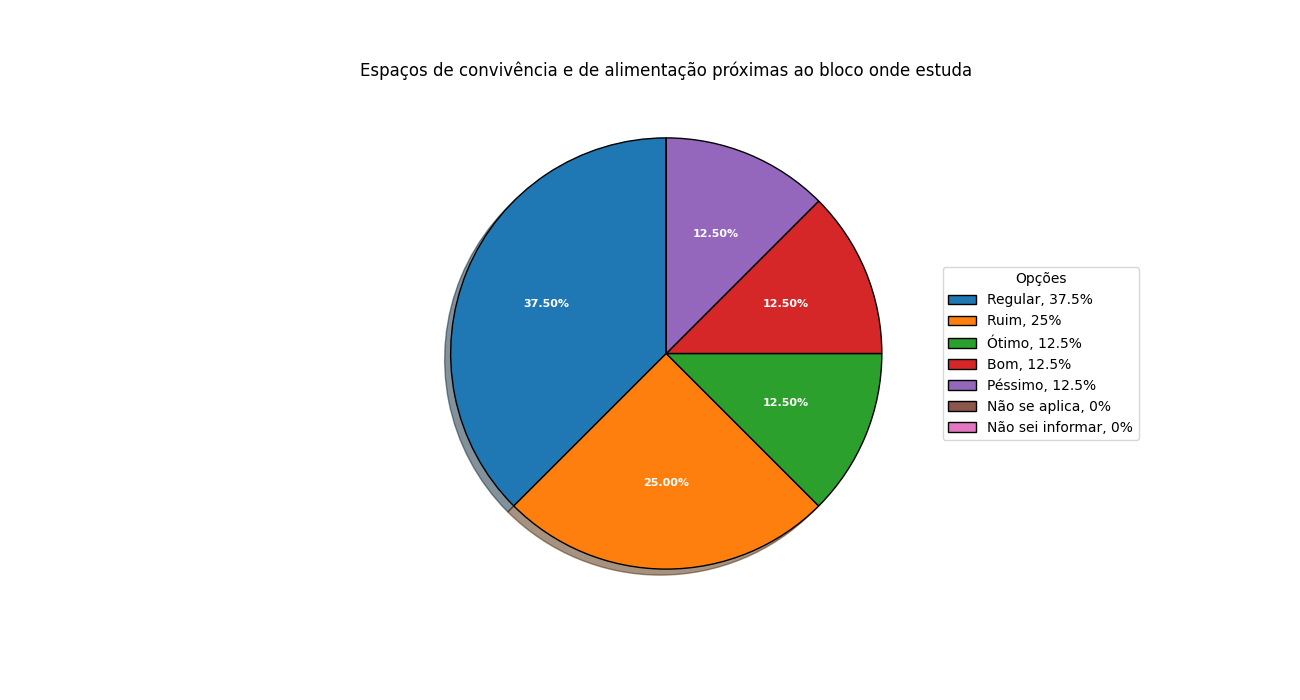 Espaços de convivência e de alimentação próximas ao bloco onde estuda
12.50%
37.50%
12.50%
12.50%
25.00%
Opções
Regular, 37.5%
Ruim, 25%
Ótimo, 12.5%
Bom, 12.5%
Péssimo, 12.5%
Não se aplica, 0%
Não sei informar, 0%